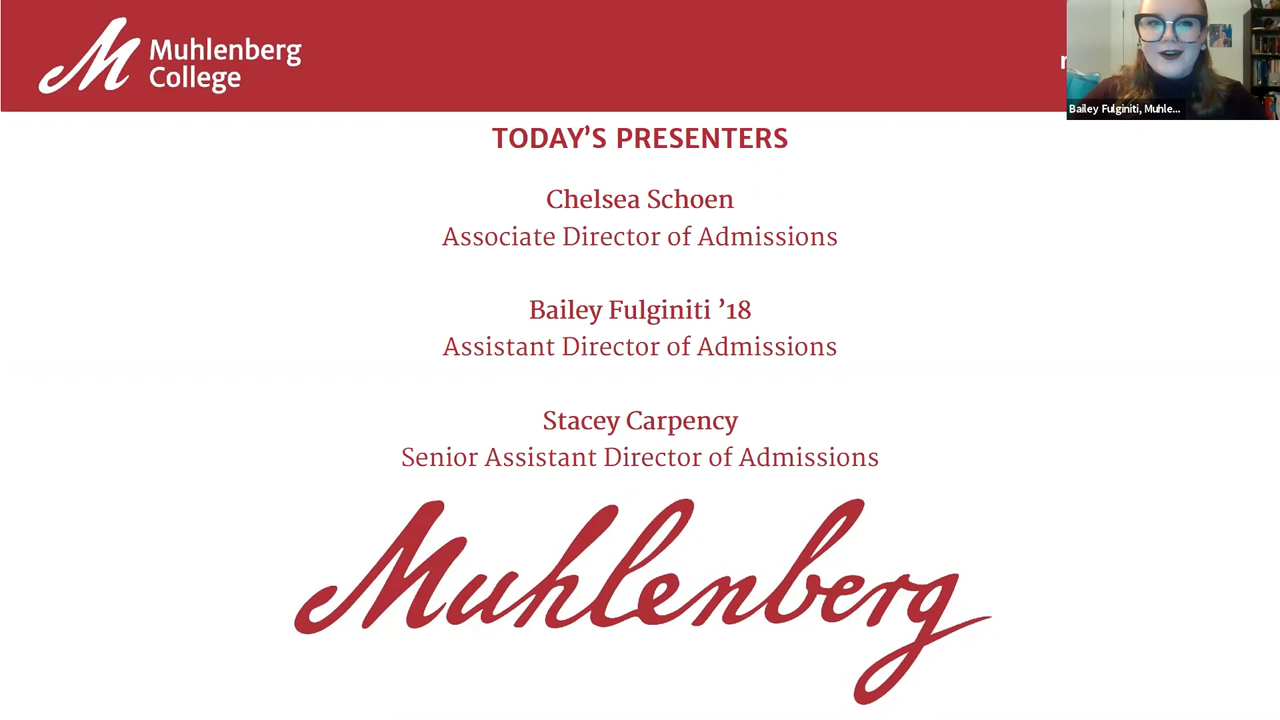 Muhlenberg
College
Bailey Fulginiti, Muhle...
TODAY’S PRESENTERS
Chelsea Schoen
Associate Director of Admissions
Bailey Fulginiti ’18
Assistant Director of Admissions
Stacey Carpency
Senior Assistant Director of Admissions
Muhlenberg